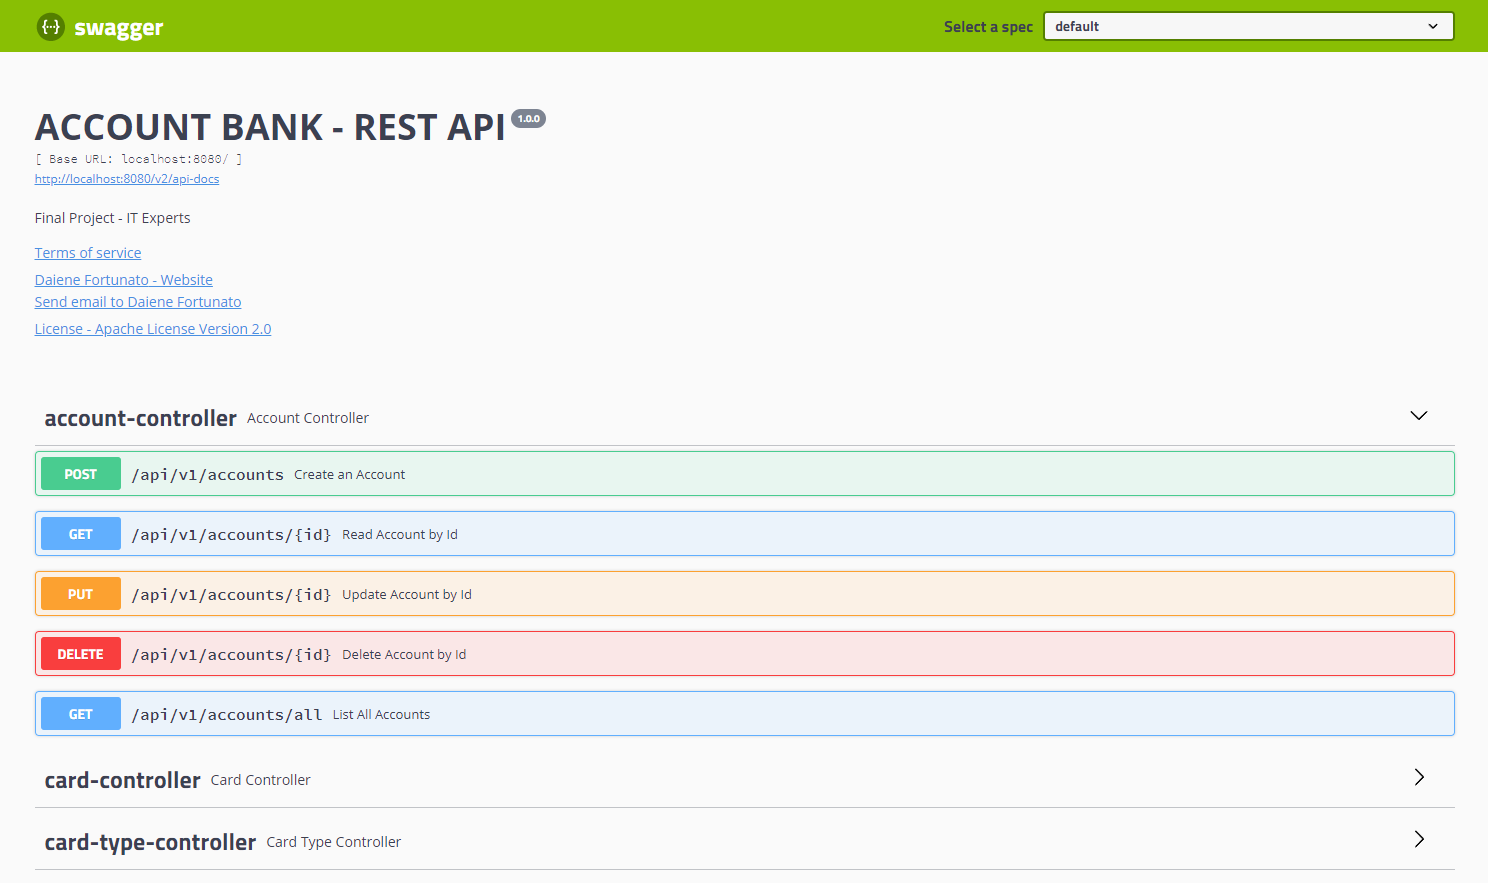 {···} swagger Select a spec default
ACCOUNT BANK - REST API 1.0.0
[ Base URL: localhost:8080/ ]
http://localhost:8080/v2/api-docs
Final Project - IT Experts
Terms of service
Daiene Fortunato - Website
Send email to Daiene Fortunato
License - Apache License Version 2.0
account-controller Account Controller
POST /api/v1/accounts Create an Account
GET /api/v1/accounts/{id} Read Account by Id
PUT /api/v1/accounts/{id} Update Account by Id
DELETE /api/v1/accounts/{id} Delete Account by Id
GET /api/v1/accounts/all List All Accounts
card-controller Card Controller
card-type-controller Card Type Controller